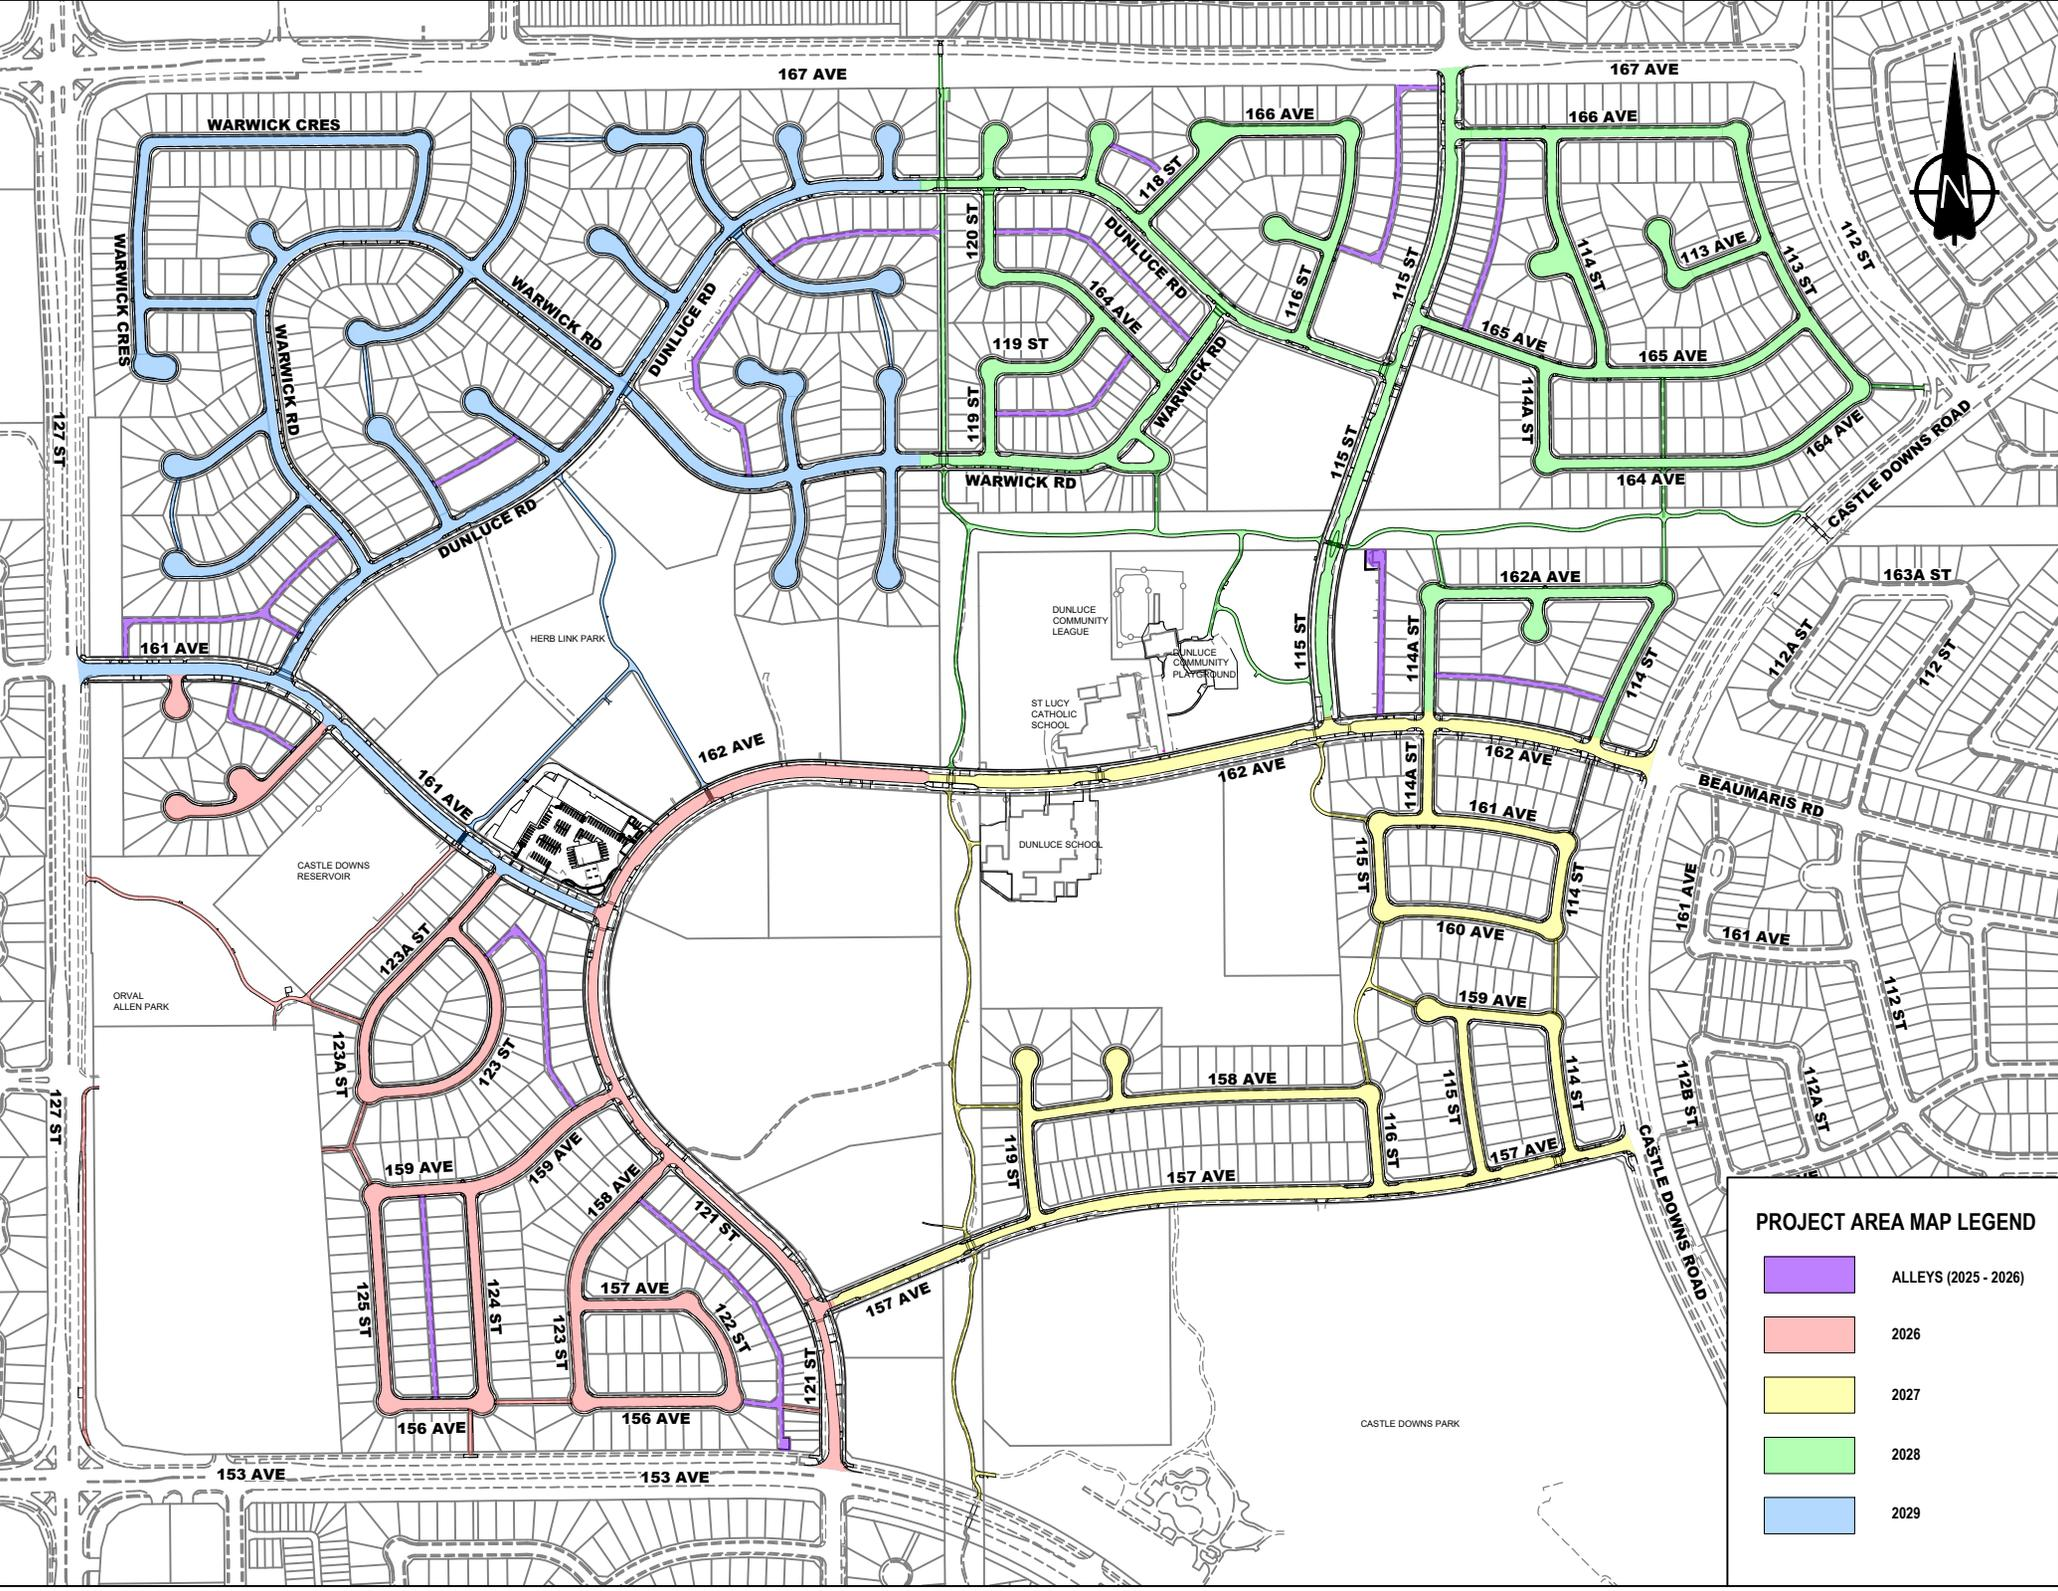 167 AVE
167 AVE
WARWICK CRES
166 AVE
166 AVE
N
118 ST
120 ST
DUNLUCE RD
112 ST
113 AVE
114 ST
113 ST
WARWICK CRES
WARWICK RD
115 ST
116 ST
DUNLUCE RD
164 AVE
WARWICK RD
119 ST
165 AVE
165 AVE
WARWICK RD
127 ST
119 ST
114A ST
164 AVE
115 ST
CASTLE DOWNS ROAD
WARWICK RD
164 AVE
DUNLUCE RD
162A AVE
163A ST
DUNLUCE
COMMUNITY
LEAGUE
HERB LINK PARK
161 AVE
115 ST
114A ST
112A ST
112 ST
DUNLUCE
COMMUNITY
PLAYGROUND
114 ST
ST LUCY
CATHOLIC
SCHOOL
162 AVE
162 AVE
162 AVE
114A ST
BEAUMARIS RD
161 AVE
161 AVE
DUNLUCE SCHOOL
CASTLE DOWNS
RESERVOIR
115 ST
114 ST
161 AVE
123A ST
160 AVE
161 AVE
ORVAL
ALLEN PARK
159 AVE
112 ST
123A ST
123 ST
158 AVE
115 ST
114 ST
112B ST
112A ST
127 ST
159 AVE
159 AVE
119 ST
116 ST
157 AVE
157 AVE
158 AVE
121 ST
CASTLE DOWNS ROAD
PROJECT AREA MAP LEGEND
ALLEYS (2025 - 2026)
2026
2027
2028
2029
157 AVE
157 AVE
125 ST
124 ST
123 ST
122 ST
121 ST
156 AVE
156 AVE
CASTLE DOWNS PARK
153 AVE
153 AVE